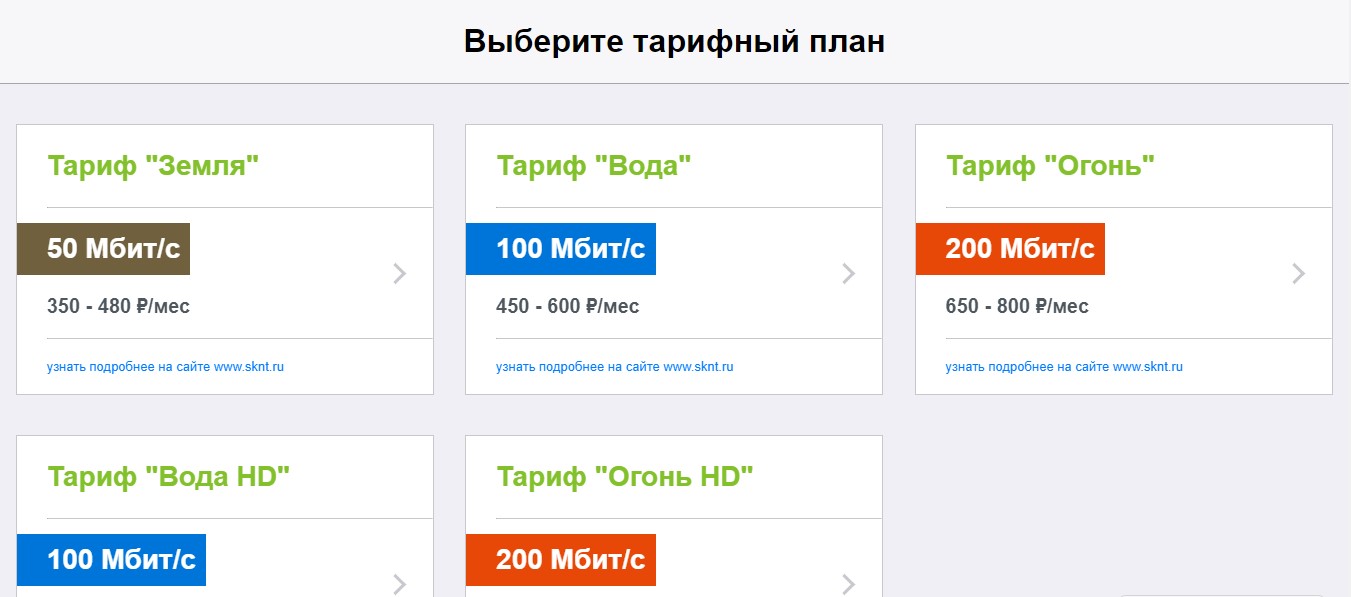 Выберите тарифный план
Тариф "Земля"
50 Мбит/с
350 - 480 ₽/мес
узнать подробнее на сайте www.sknt.ru
Тариф "Вода"
100 Мбит/с
450 - 600 ₽/мес
узнать подробнее на сайте www.sknt.ru
Тариф "Огонь"
200 Мбит/с
650 - 800 ₽/мес
узнать подробнее на сайте www.sknt.ru
Тариф "Вода HD"
100 Мбит/с
Тариф "Огонь HD"
200 Мбит/с